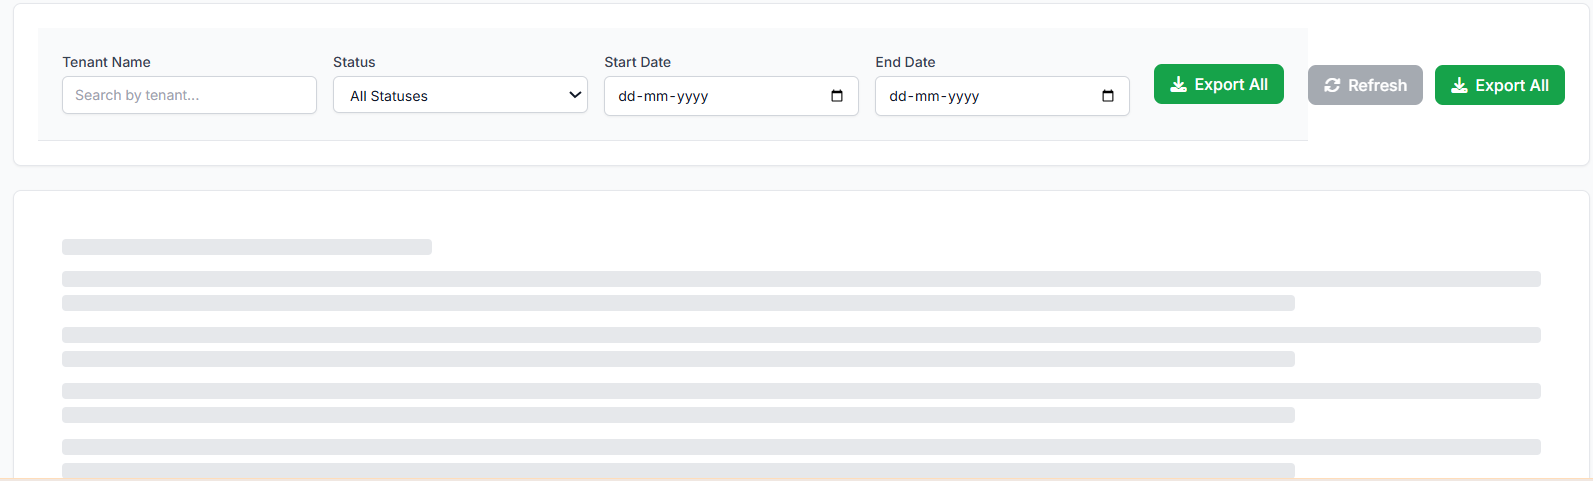 Tenant Name Status Start Date End Date
Search by tenant... All Statuses dd-mm-yyyy dd-mm-yyyy Export All Refresh Export All